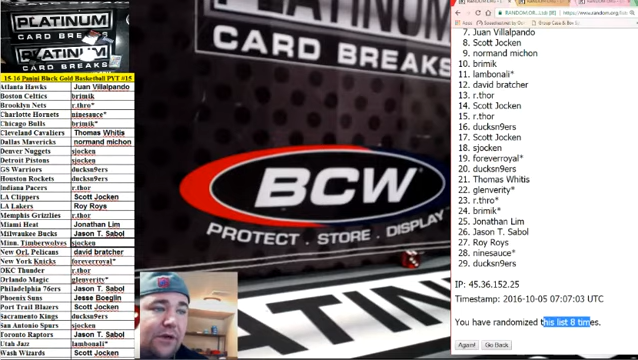 PLATINUM
CARD BREAKS
PLATINUM
CARD BREAKS
15-16 Panini Black Gold Basketball PYT #15
Atlanta Hawks Juan Villalpando
Boston Celtics brimik
Brooklyn Nets r.thro*
Charlotte Hornets ninesauce*
Chicago Bulls brimik*
Cleveland Cavaliers Thomas Whitis
Dallas Mavericks normand michon
Denver Nuggets sjocken
Detroit Pistons sjocken
GS Warriors ducksn9ers
Houston Rockets ducksn9ers
Indiana Pacers r.thor
LA Clippers Scott Jocken
LA Lakers Roy Roys
Memphis Grizzlies r.thor
Miami Heat Jonathan Lim
Milwaukee Bucks Jason T. Sabol
Minn. Timberwolves sjocken
New Orl. Pelicans david bratcher
New York Knicks foreverroyal*
OKC Thunder r.thor
Orlando Magic glenverity*
Philadelphia 76ers Jason T. Sabol
Phoenix Suns Jesse Boeglin
Port Trail Blazers Scott Jocken
Sacramento Kings ducksn9ers
San Antonio Spurs sjocken
Toronto Raptors Jason T. Sabol
Utah Jazz lambonali*
Wash Wizards Scott Jocken
PLATINUM
CARD BREAKS
BCW
PROTECT . STORE . DISPLAY
7. Juan Villalpando
8. Scott Jocken
9. normand michon
10. brimik
11. lambonali*
12. david bratcher
13. r.thor
14. Scott Jocken
15. r.thor
16. ducksn9ers
17. Scott Jocken
18. sjocken
19. foreverroyal*
20. ducksn9ers
21. Thomas Whitis
22. glenverity*
23. r.thro*
24. brimik*
25. Jonathan Lim
26. Jason T. Sabol
27. Roy Roys
28. ninesauce*
29. ducksn9ers
IP: 45.36.152.25
Timestamp: 2016-10-05 07:07:03 UTC
You have randomized this list 8 times.
Again! Go Back